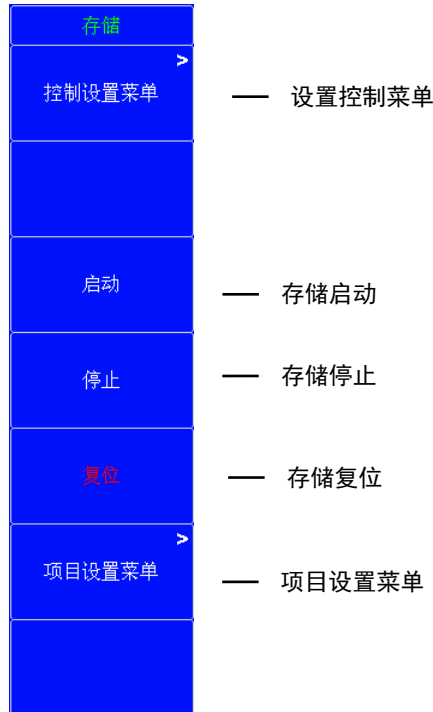 存储
>
控制设置菜单 — 设置控制菜单
启动 — 存储启动
停止 — 存储停止
复位 — 存储复位
>
项目设置菜单 — 项目设置菜单